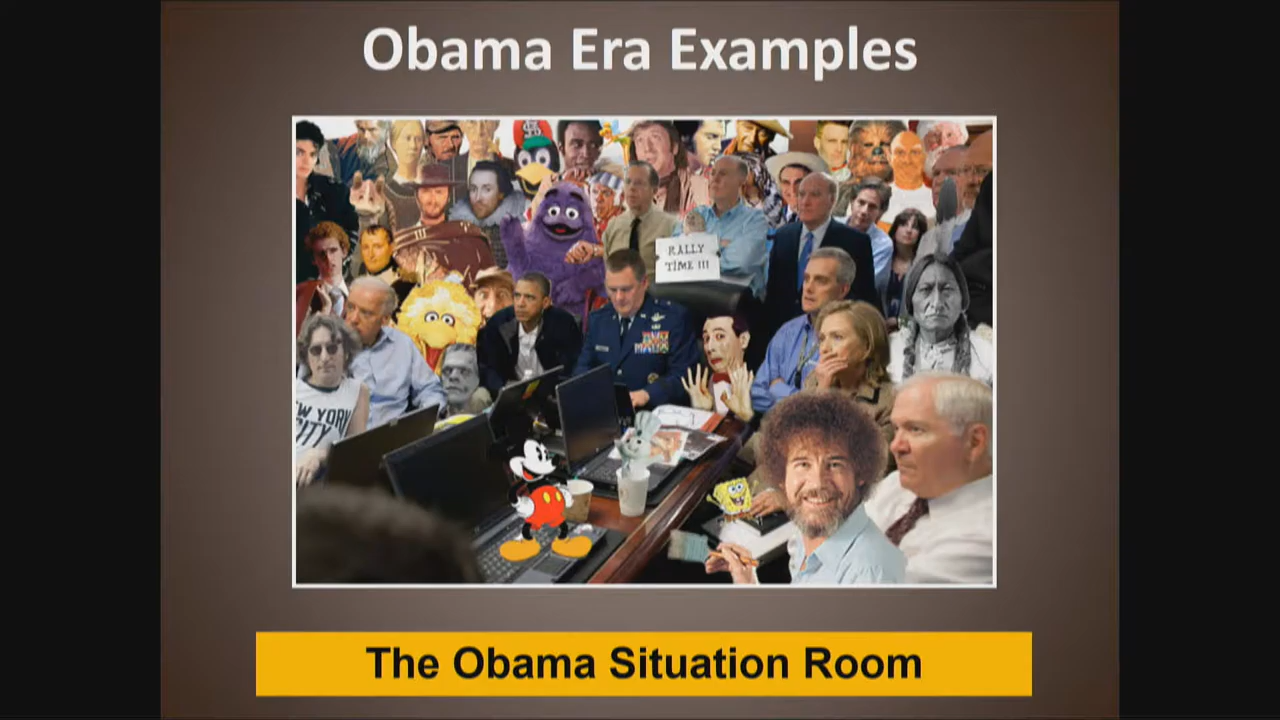 Obama Era Examples
RALLY
TIME !!!
NEW YORK
CITY
The Obama Situation Room